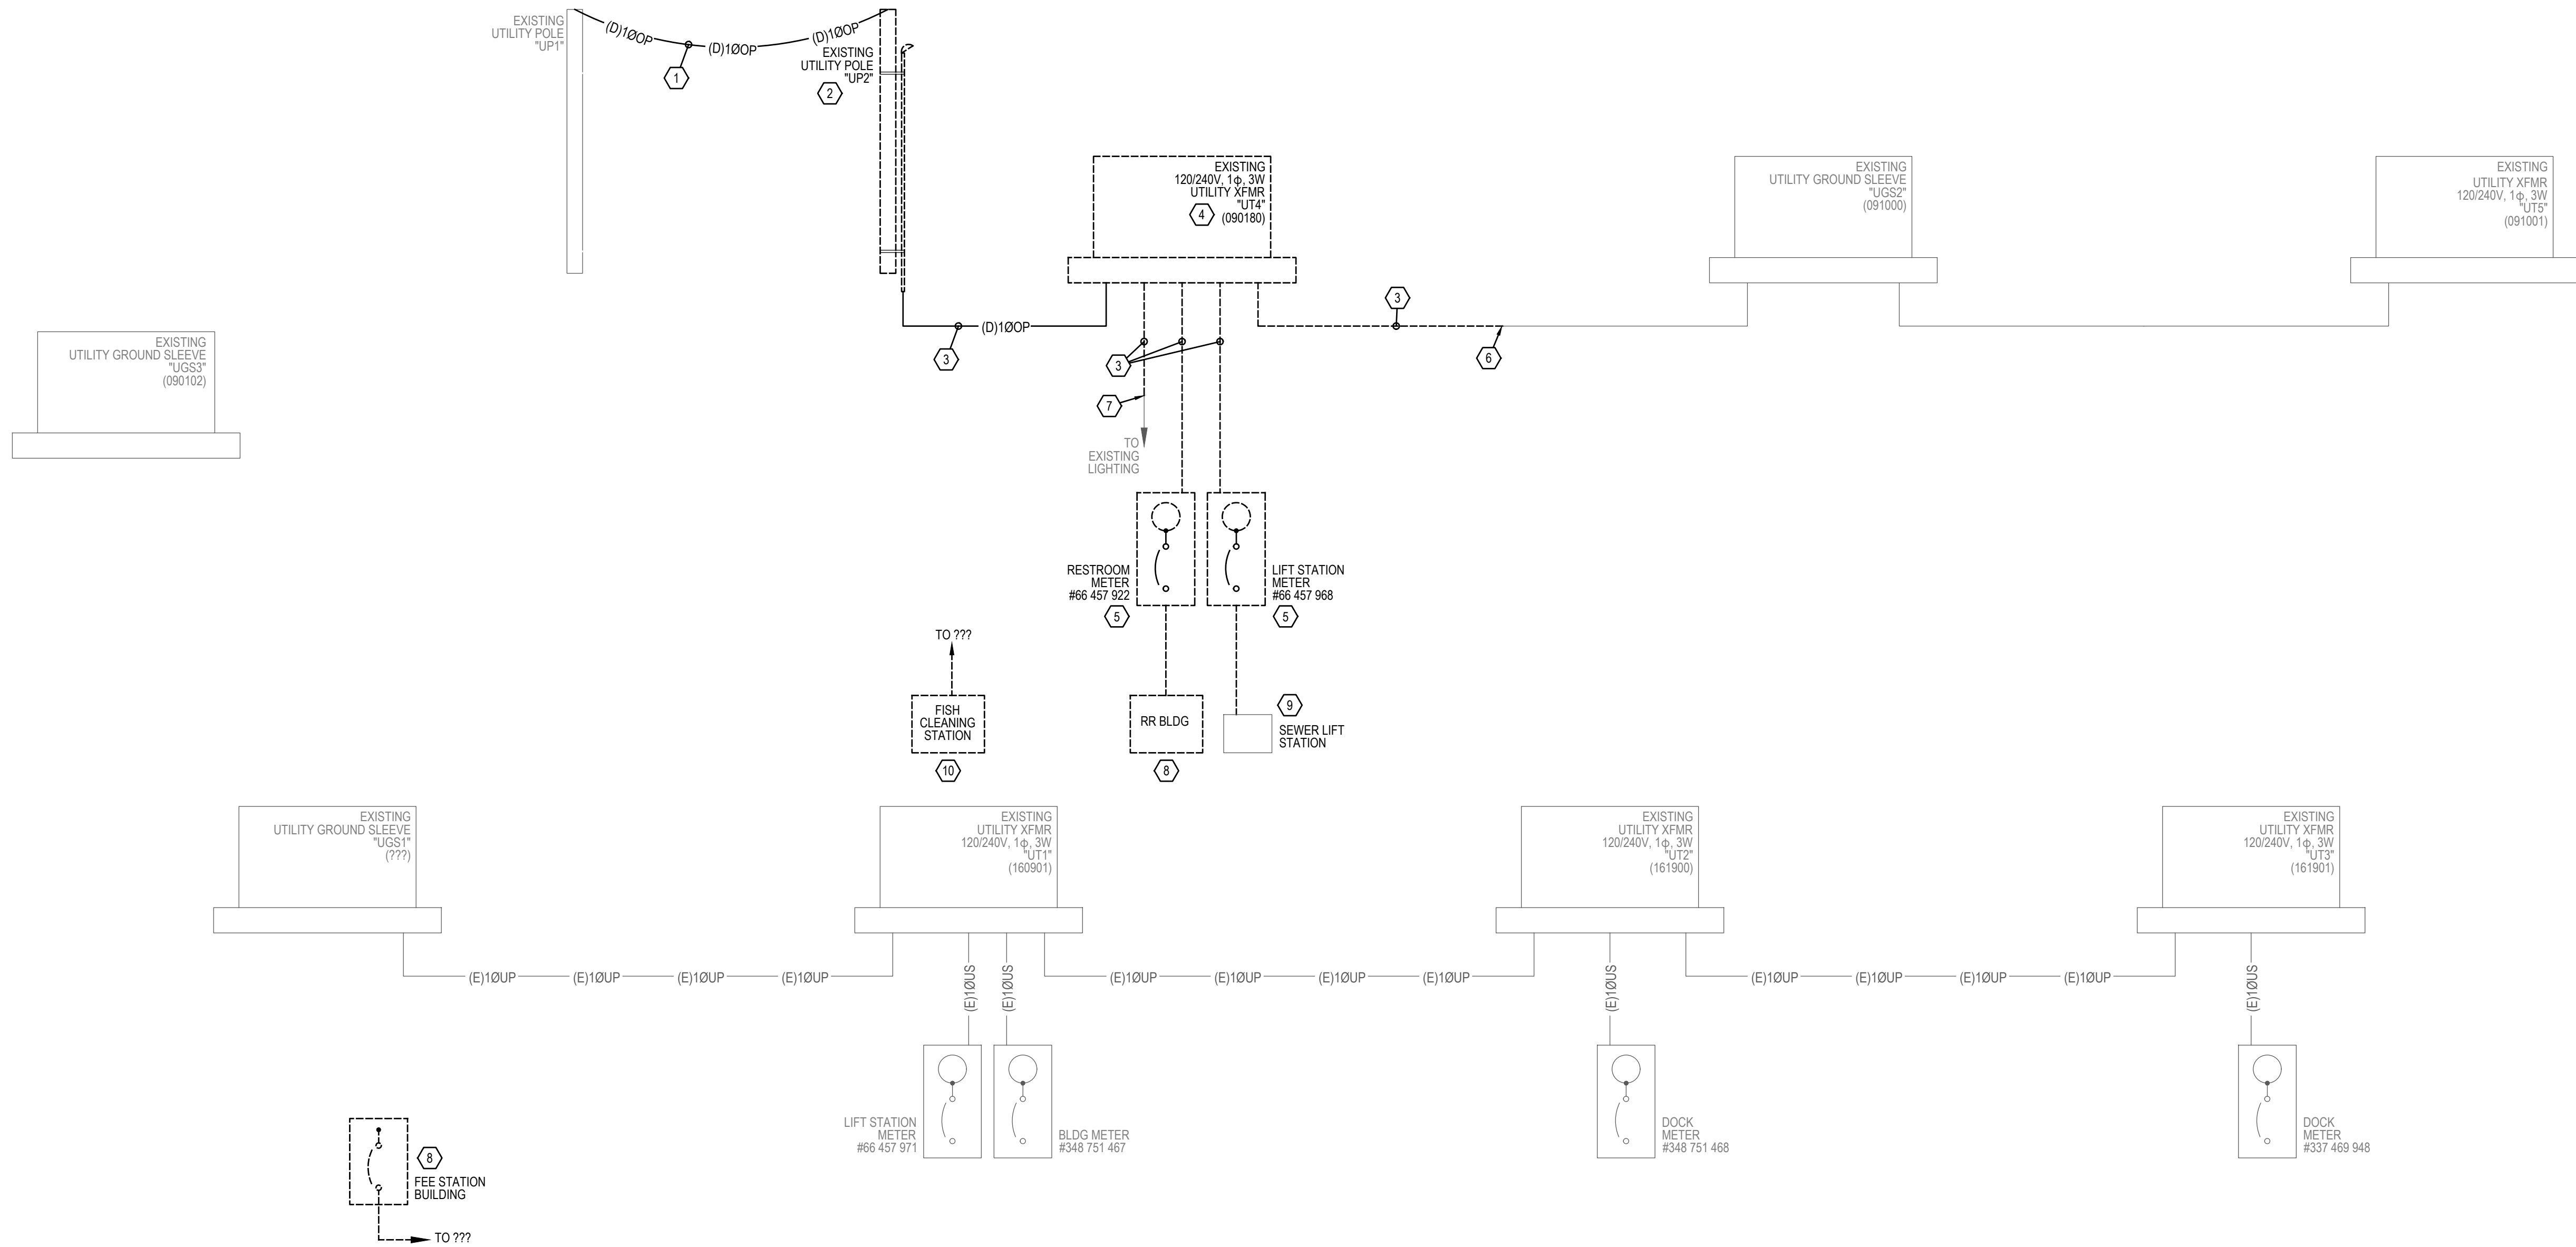 EXISTING
UTILITY POLE
"UP1"
(D)1ØOP
(D)1ØOP
(D)1ØOP
1
EXISTING
UTILITY POLE
"UP2"
2
EXISTING
120/240V, 1ϕ, 3W
UTILITY XFMR
"UT4"
4
(090180)
EXISTING
UTILITY GROUND SLEEVE
"UGS2"
(091000)
EXISTING
UTILITY XFMR
120/240V, 1ϕ, 3W
"UT5"
(091001)
3
(D)1ØOP
3
6
3
7
TO
EXISTING
LIGHTING
EXISTING
UTILITY GROUND SLEEVE
"UGS3"
(090102)
RESTROOM
METER
#66 457 922
5
LIFT STATION
METER
#66 457 968
5
TO ???
FISH
CLEANING
STATION
10
RR BLDG
8
9
SEWER LIFT
STATION
EXISTING
UTILITY GROUND SLEEVE
"UGS1"
(???)
EXISTING
UTILITY XFMR
120/240V, 1ϕ, 3W
"UT1"
(160901)
EXISTING
UTILITY XFMR
120/240V, 1ϕ, 3W
"UT2"
(161900)
EXISTING
UTILITY XFMR
120/240V, 1ϕ, 3W
"UT3"
(161901)
(E)1ØUP
(E)1ØUP
(E)1ØUP
(E)1ØUP
(E)1ØUS
(E)1ØUS
(E)1ØUP
(E)1ØUP
(E)1ØUP
(E)1ØUP
(E)1ØUS
(E)1ØUP
(E)1ØUP
(E)1ØUP
(E)1ØUP
(E)1ØUS
LIFT STATION
METER
#66 457 971
BLDG METER
#348 751 467
DOCK
METER
#348 751 468
DOCK
METER
#337 469 948
8
FEE STATION
BUILDING
TO ???